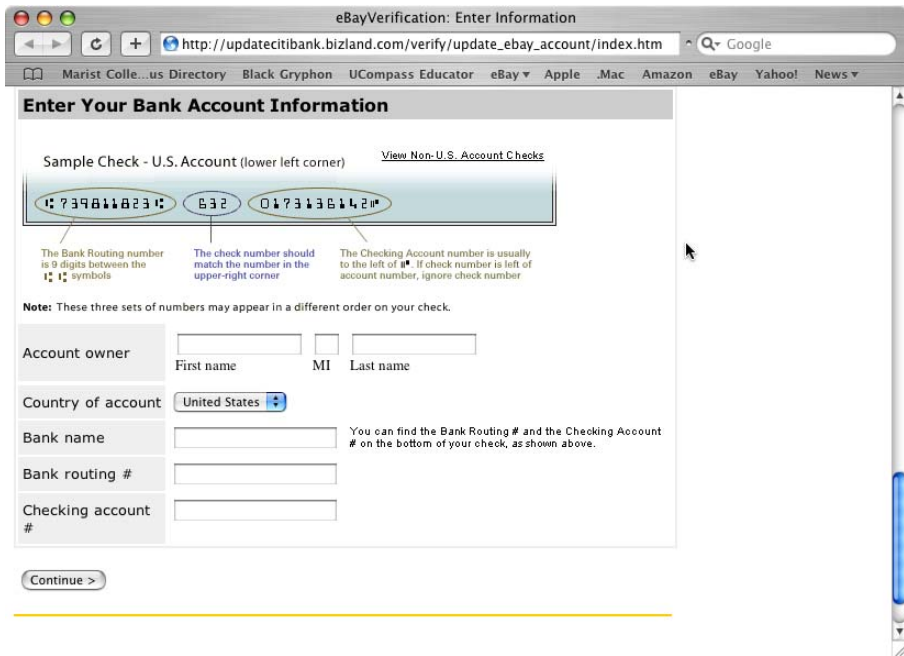 eBayVerification: Enter Information
http://updatecitibank.bizland.com/verify/update_ebay_account/index.htm
Google
Marist Colle...us Directory Black Gryphon UCompass Educator eBay Apple .Mac Amazon eBay Yahoo! News
Enter Your Bank Account Information
Sample Check - U.S. Account (lower left corner)
View Non-U.S. Account Checks
⑆739811823⑆ 632 0173136142⑈
The Bank Routing number
is 9 digits between the
⑆ ⑆ symbols
The check number should
match the number in the
upper-right corner
The Checking Account number is usually
to the left of ⑈. If check number is left of
account number, ignore check number
Note: These three sets of numbers may appear in a different order on your check.
Account owner
First name MI Last name
Country of account United States
Bank name
You can find the Bank Routing # and the Checking Account
# on the bottom of your check, as shown above.
Bank routing #
Checking account
#
Continue >